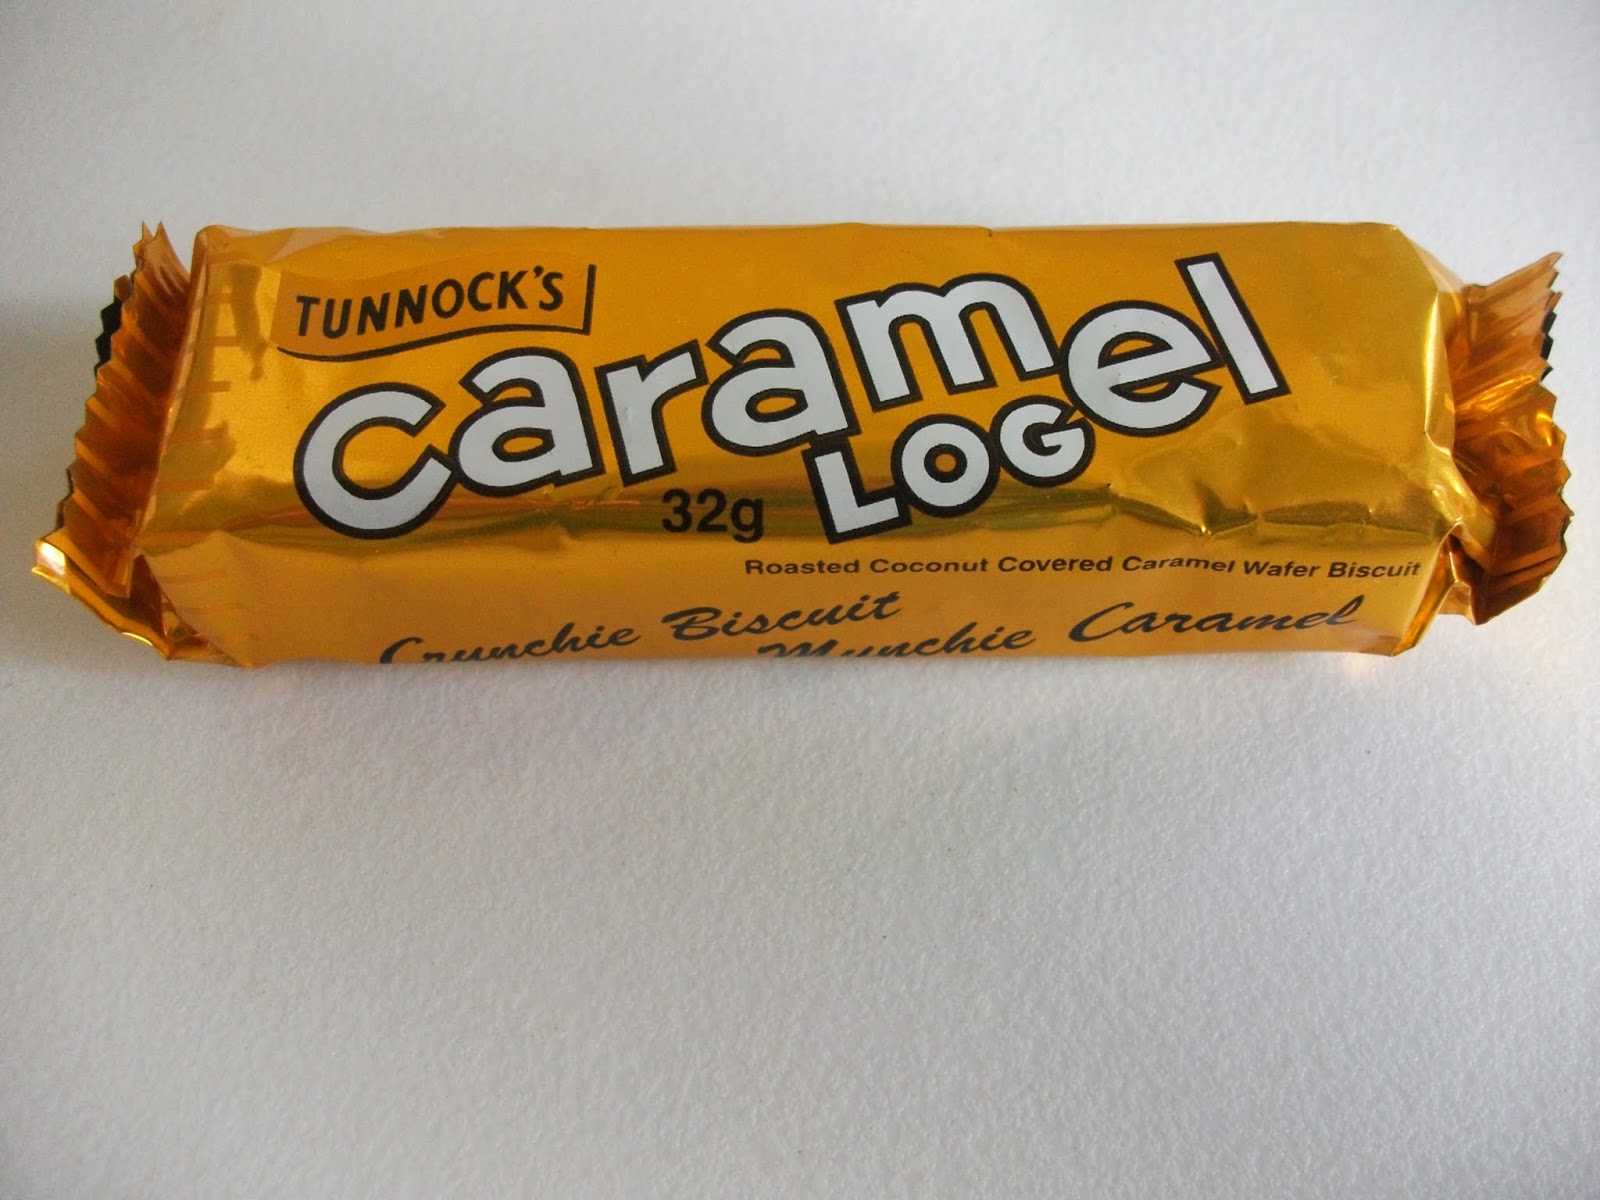 TUNNOCK'S
caramel
LOG
32g
Roasted Coconut Covered Caramel Wafer Biscuit
Crunchie Biscuit
Munchie Caramel